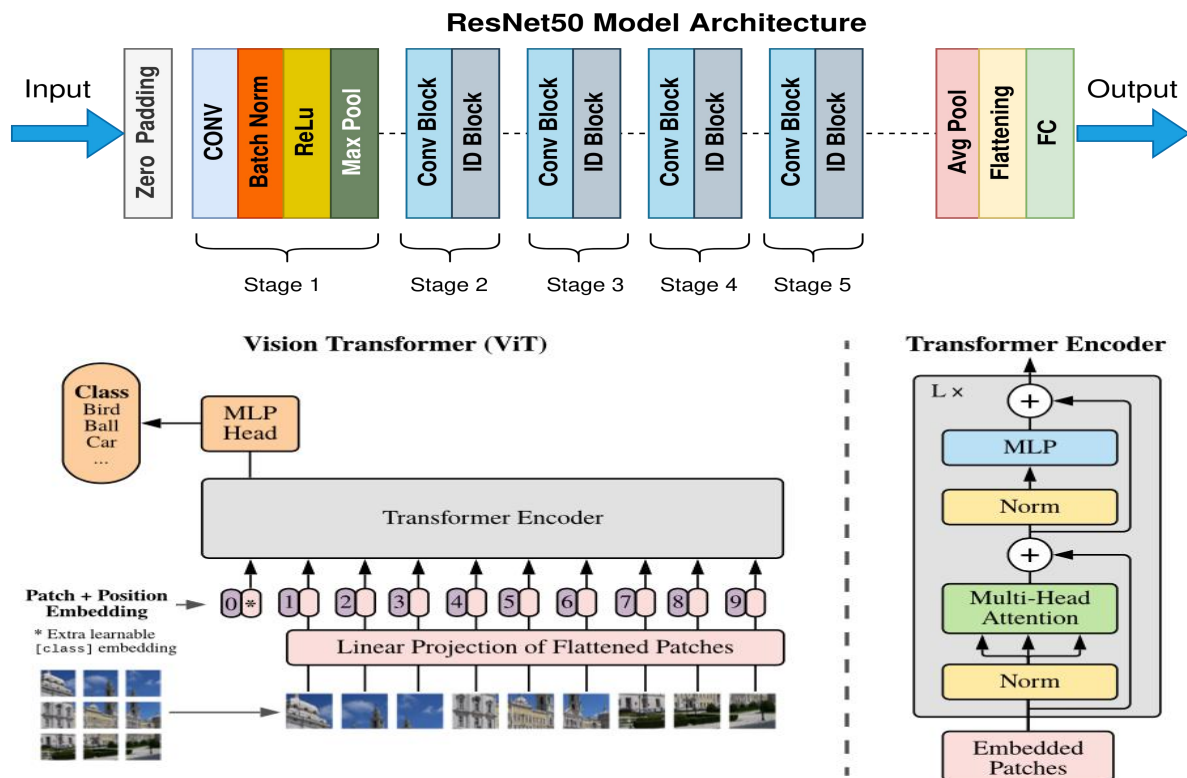 ResNet50 Model Architecture
Input
Zero Padding
CONV
Batch Norm
ReLu
Max Pool
Conv Block
ID Block
Conv Block
ID Block
Conv Block
ID Block
Conv Block
ID Block
Avg Pool
Flattening
FC
Output
Stage 1
Stage 2
Stage 3
Stage 4
Stage 5
Vision Transformer (ViT)
Class
Bird
Ball
Car
...
MLP
Head
Transformer Encoder
Patch + Position
Embedding
* Extra learnable
[class] embedding
0 *
1
2
3
4
5
6
7
8
9
Linear Projection of Flattened Patches
Transformer Encoder
L ×
+
MLP
Norm
+
Multi-Head
Attention
Norm
Embedded
Patches